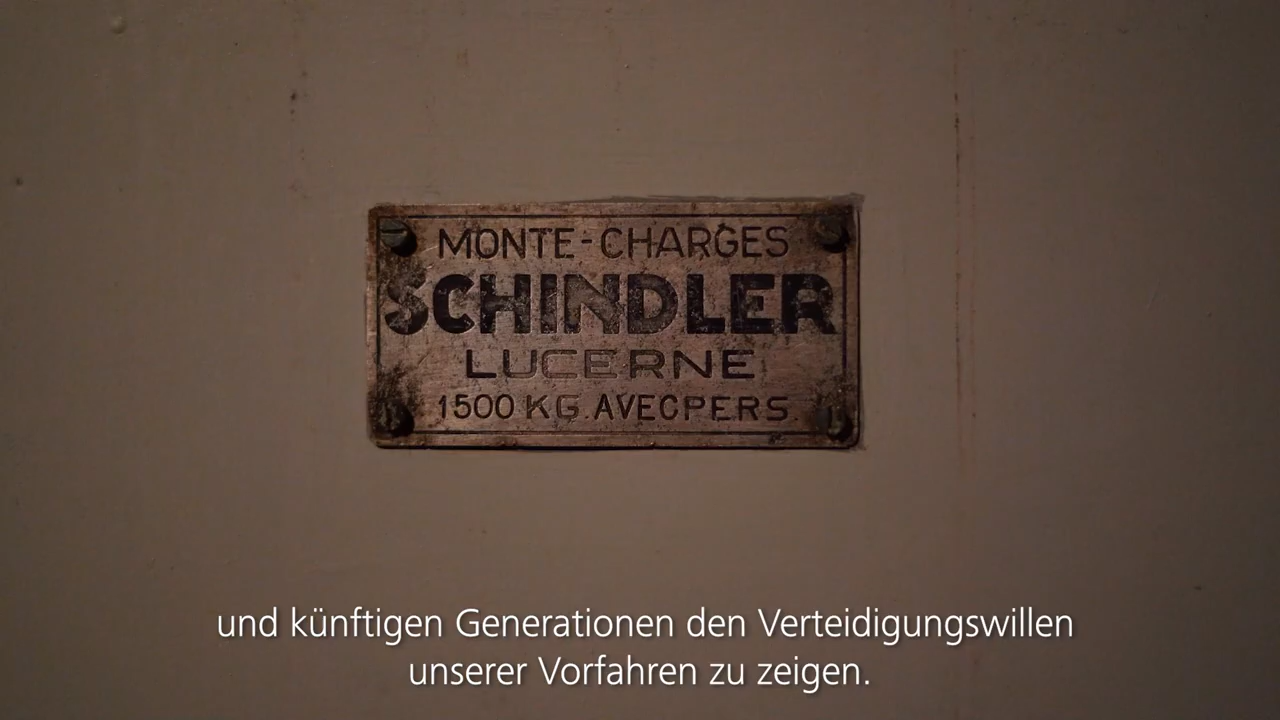 MONTE-CHARGES
SCHINDLER
LUCERNE
1500 KG. AVECPERS.
und künftigen Generationen den Verteidigungswillen
unserer Vorfahren zu zeigen.